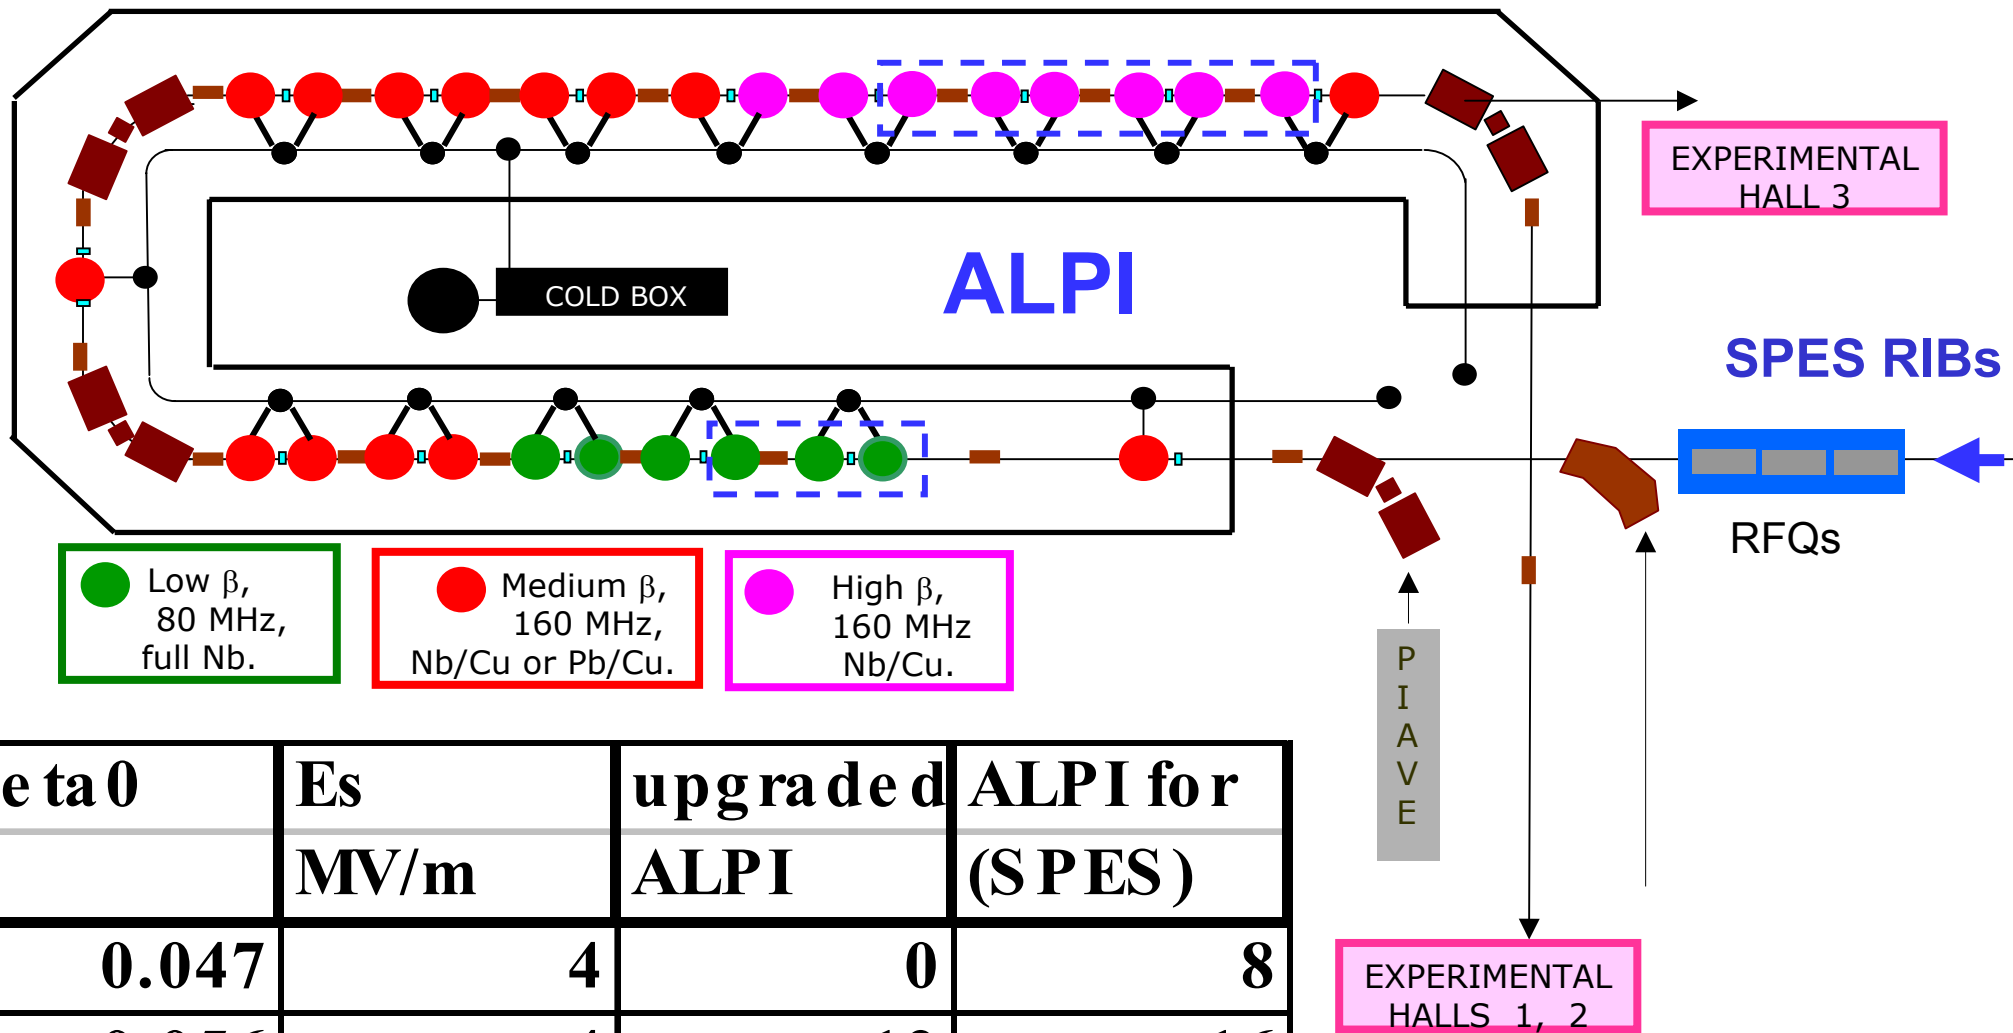 EXPERIMENTAL
HALL 3
ALPI
COLD BOX
SPES RIBs
RFQs
Low β,
80 MHz,
full Nb.
Medium β,
160 MHz,
Nb/Cu or Pb/Cu.
High β,
160 MHz
Nb/Cu.
P
I
A
V
E
eta0 Es upgraded ALPI for
MV/m ALPI (SPES)
0.047 4 0 8
EXPERIMENTAL
HALLS 1, 2